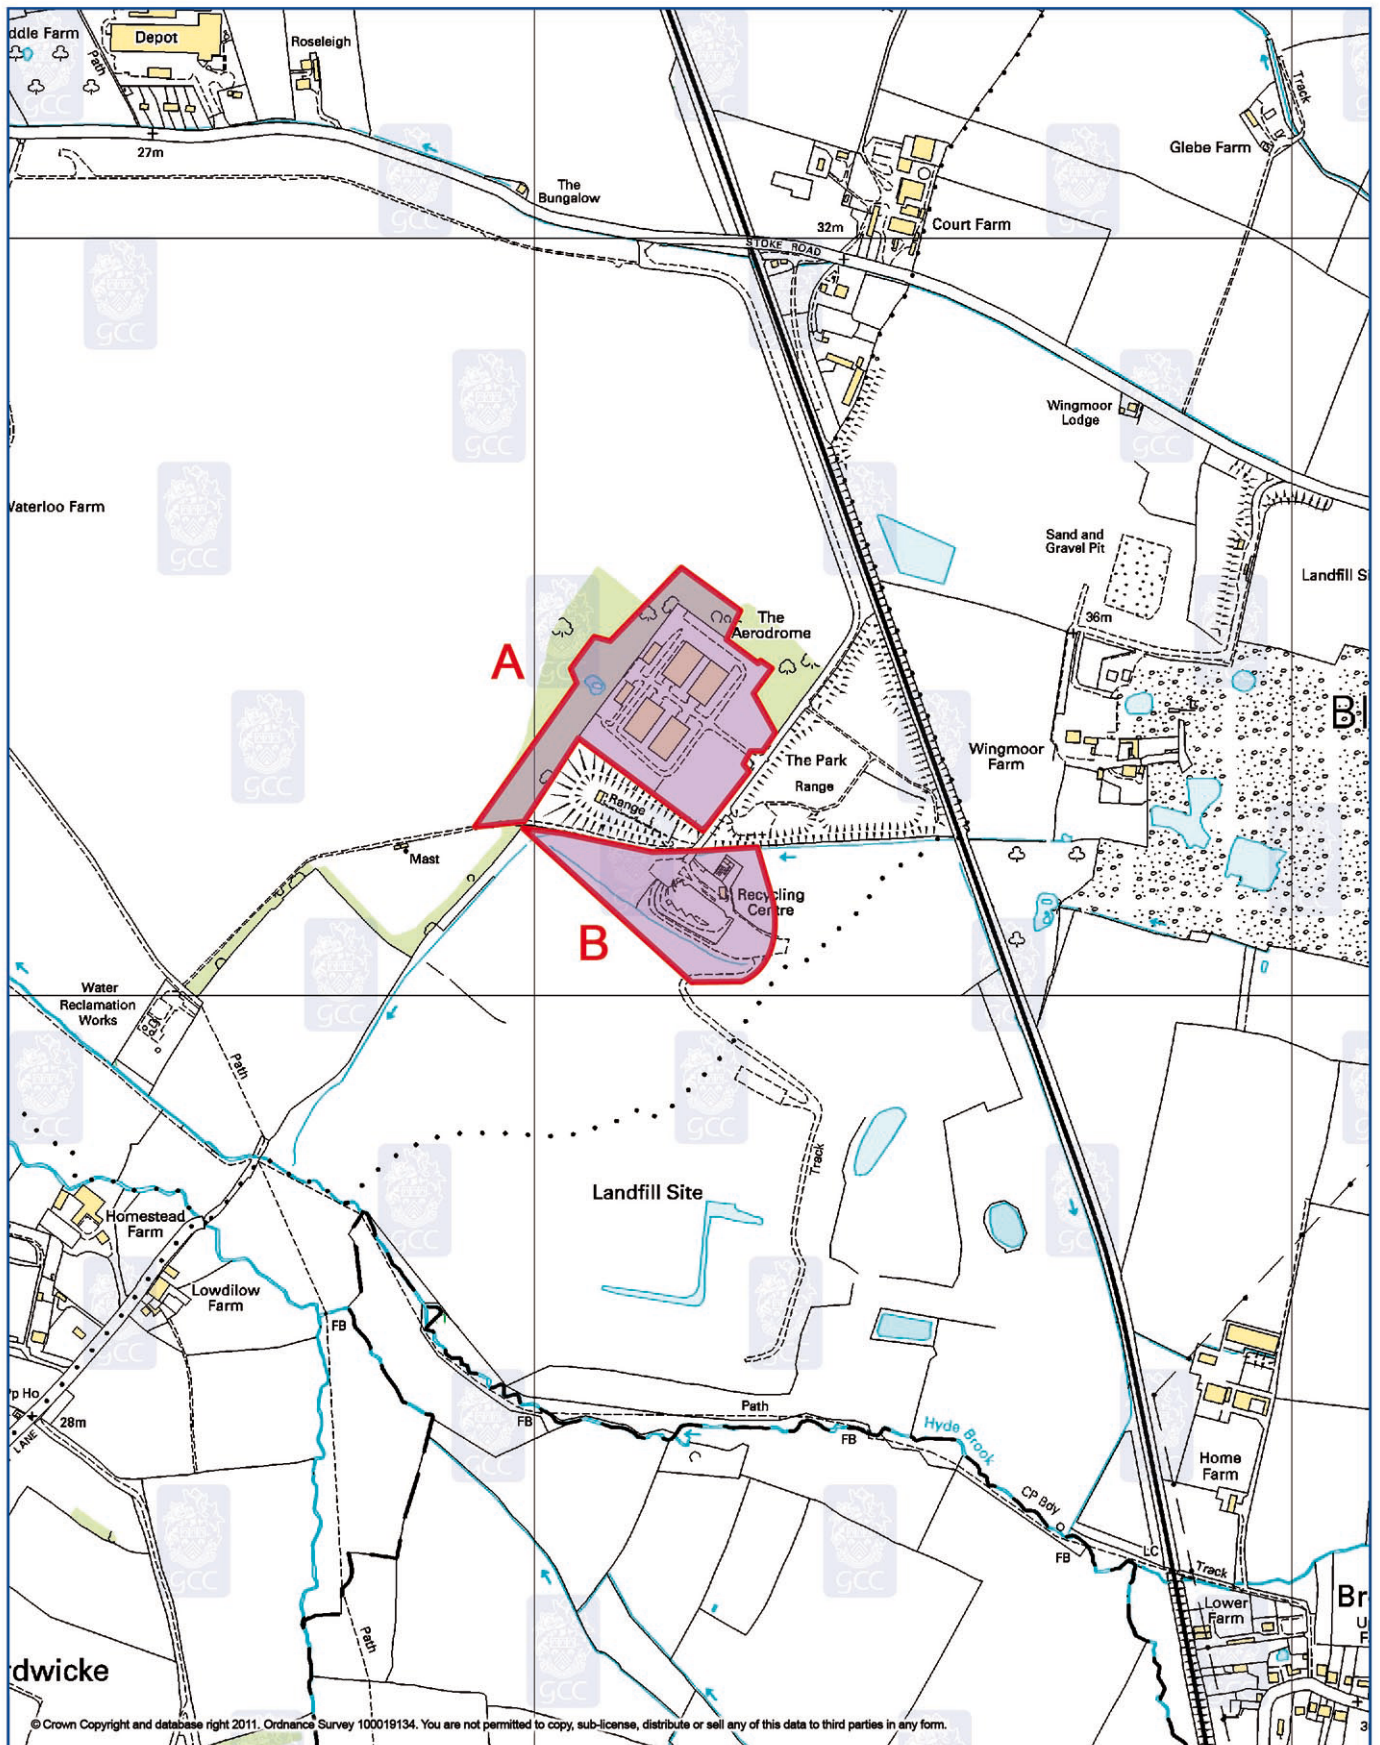 ddle Farm
Path
Depot
Roseleigh
Track
27m
Glebe Farm
The
Bungalow
32m
Court Farm
STOKE ROAD
Wingmoor
Lodge
Waterloo Farm
Sand and
Gravel Pit
Landfill Si
36m
The
Aerodrome
A
Bl
Wingmoor
Farm
The Park
Range
Range
Mast
Recycling
Centre
B
Water
Reclamation
Works
Path
Track
Landfill Site
Homestead
Farm
Lowdilow
Farm
FB
p Ho
28m
LANE
FB
Path
FB
Hyde Brook
Home
Farm
CP Bdy
FB
LC
Track
Lower
Farm
Br
U
F
Path
rdwicke
© Crown Copyright and database right 2011. Ordnance Survey 100019134. You are not permitted to copy, sub-license, distribute or sell any of this data to third parties in any form.
3
GCC